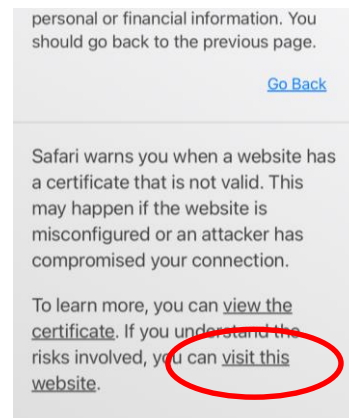 personal or financial information. You
should go back to the previous page.
Go Back
Safari warns you when a website has
a certificate that is not valid. This
may happen if the website is
misconfigured or an attacker has
compromised your connection.
To learn more, you can view the
certificate. If you understand the
risks involved, you can visit this
website.